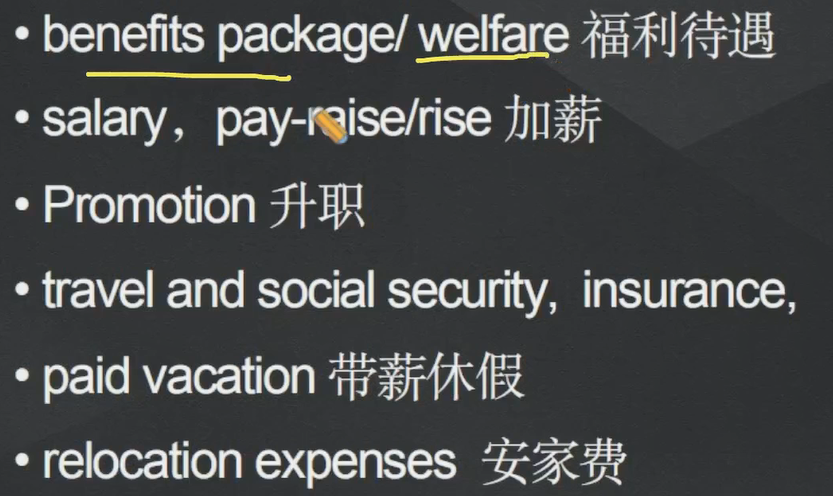 • benefits package/ welfare 福利待遇
• salary，pay-raise/rise 加薪
• Promotion 升职
• travel and social security, insurance,
• paid vacation 带薪休假
• relocation expenses 安家费